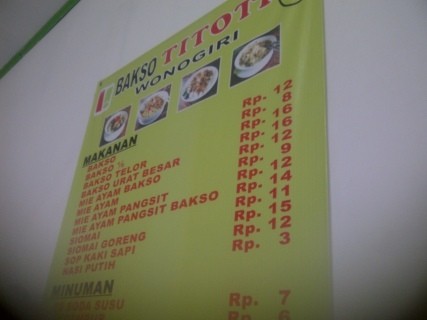 BAKSO TITOTI
WONOGIRI
MAKANAN
BAKSO Rp. 12
BAKSO ½ Rp. 8
BAKSO TELOR Rp. 16
BAKSO URAT BESAR Rp. 16
MIE AYAM BAKSO Rp. 12
MIE AYAM Rp. 9
MIE AYAM PANGSIT Rp. 12
MIE AYAM PANGSIT BAKSO Rp. 14
SIOMAI Rp. 11
SIOMAI GORENG Rp. 15
SOP KAKI SAPI Rp. 12
NASI PUTIH Rp. 3
MINUMAN
SODA SUSU Rp. 7
Rp. 6